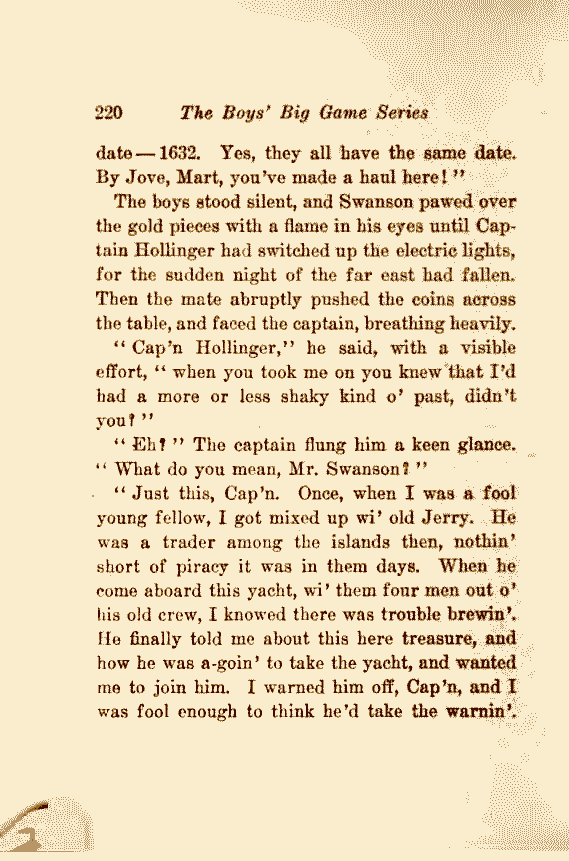 220 The Boys' Big Game Series
date — 1632. Yes, they all have the same date.
By Jove, Mart, you've made a haul here! "
The boys stood silent, and Swanson pawed over
the gold pieces with a flame in his eyes until Cap-
tain Hollinger had switched up the electric lights,
for the sudden night of the far east had fallen.
Then the mate abruptly pushed the coins across
the table, and faced the captain, breathing heavily.
" Cap'n Hollinger," he said, with a visible
effort, " when you took me on you knew that I'd
had a more or less shaky kind o' past, didn't
you? "
" Eh? " The captain flung him a keen glance.
" What do you mean, Mr. Swanson? "
" Just this, Cap'n. Once, when I was a fool
young fellow, I got mixed up wi' old Jerry. He
was a trader among the islands then, nothin'
short of piracy it was in them days. When he
come aboard this yacht, wi' them four men out o'
his old crew, I knowed there was trouble brewin'.
He finally told me about this here treasure, and
how he was a-goin' to take the yacht, and wanted
me to join him. I warned him off, Cap'n, and I
was fool enough to think he'd take the warnin'.